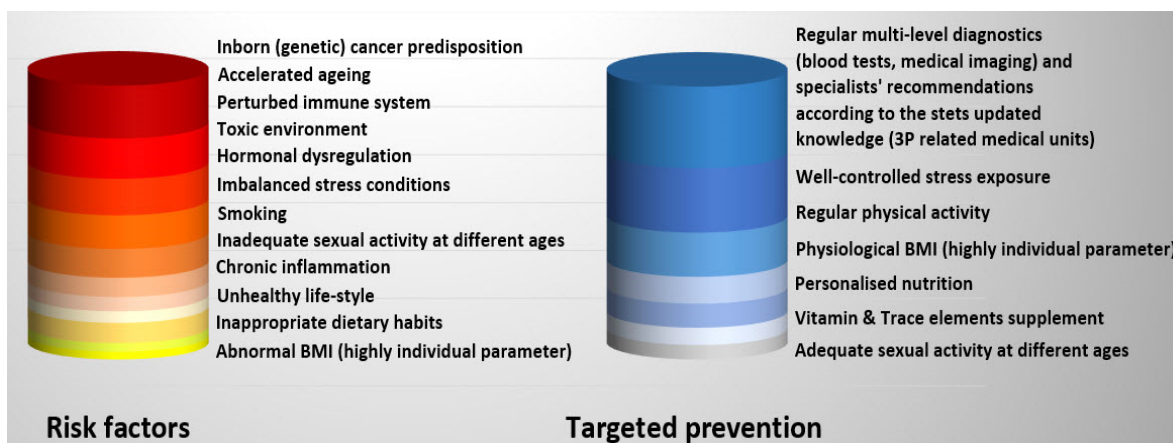 Inborn (genetic) cancer predisposition
Accelerated ageing
Perturbed immune system
Toxic environment
Hormonal dysregulation
Imbalanced stress conditions
Smoking
Inadequate sexual activity at different ages
Chronic inflammation
Unhealthy life-style
Inappropriate dietary habits
Abnormal BMI (highly individual parameter)
Risk factors
Regular multi-level diagnostics
(blood tests, medical imaging) and
specialists' recommendations
according to the stets updated
knowledge (3P related medical units)
Well-controlled stress exposure
Regular physical activity
Physiological BMI (highly individual parameter)
Personalised nutrition
Vitamin & Trace elements supplement
Adequate sexual activity at different ages
Targeted prevention